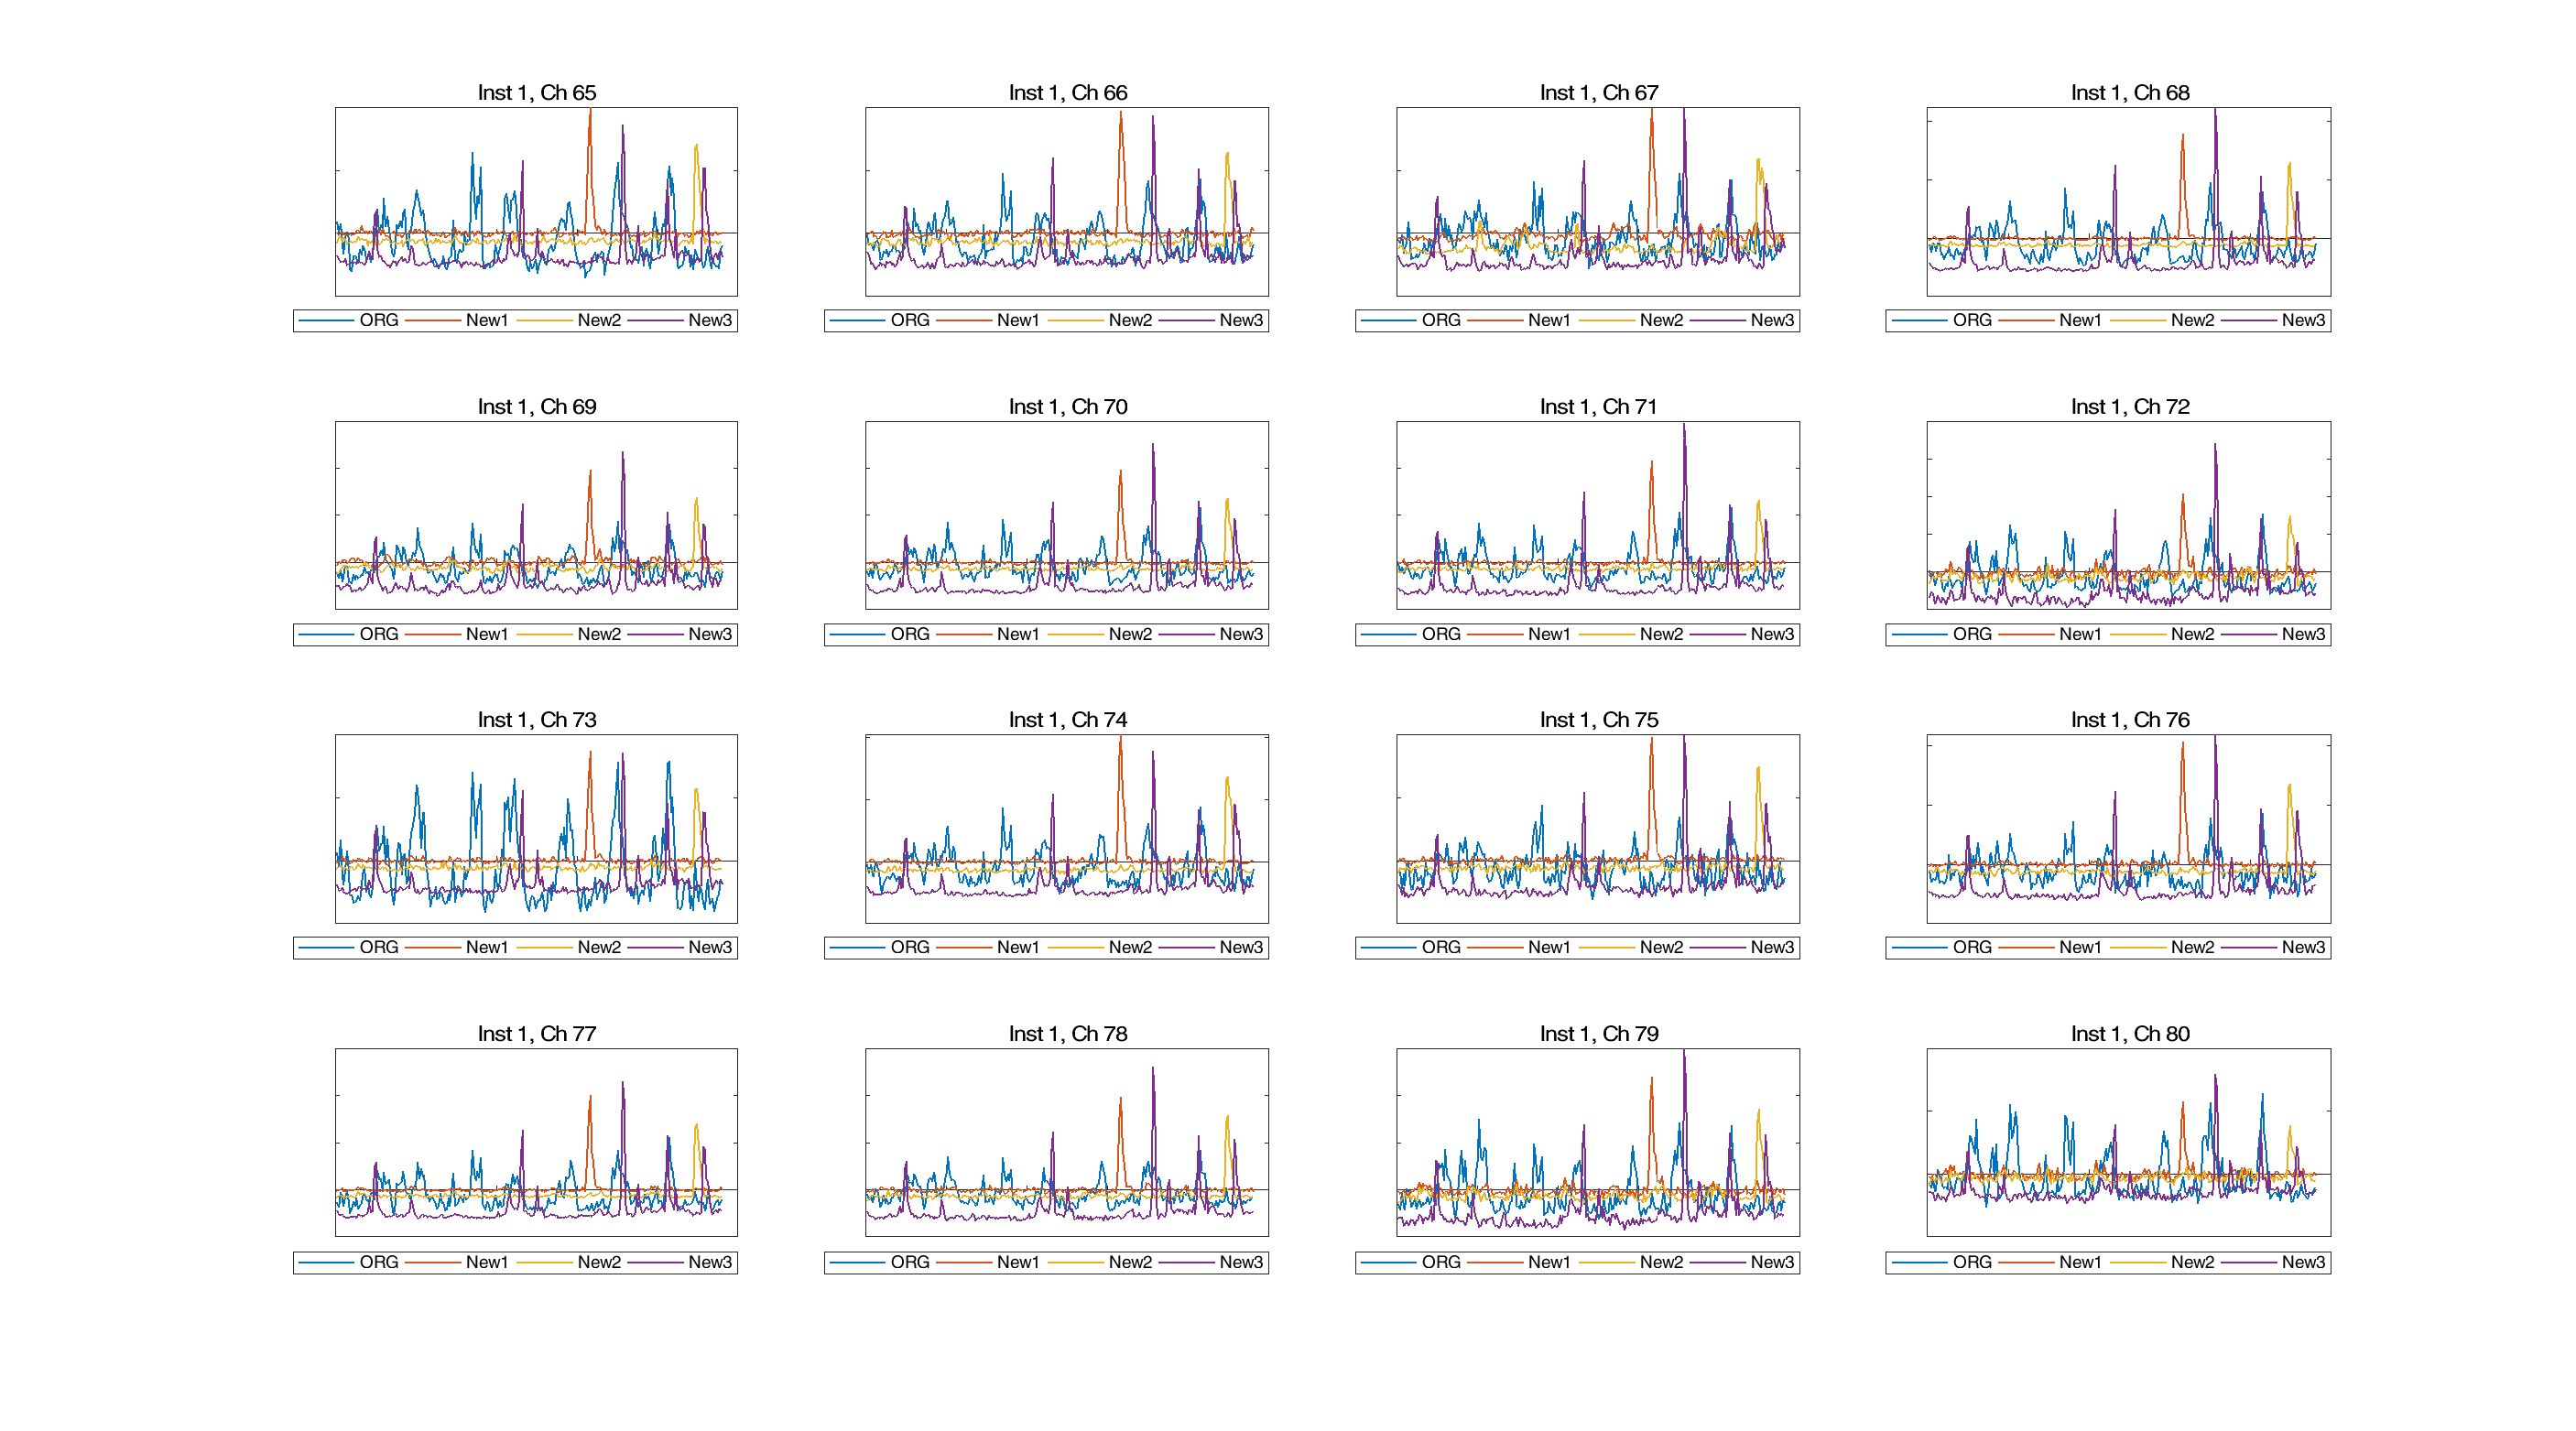 Inst 1, Ch 65
ORG New1 New2 New3
Inst 1, Ch 66
ORG New1 New2 New3
Inst 1, Ch 67
ORG New1 New2 New3
Inst 1, Ch 68
ORG New1 New2 New3
Inst 1, Ch 69
ORG New1 New2 New3
Inst 1, Ch 70
ORG New1 New2 New3
Inst 1, Ch 71
ORG New1 New2 New3
Inst 1, Ch 72
ORG New1 New2 New3
Inst 1, Ch 73
ORG New1 New2 New3
Inst 1, Ch 74
ORG New1 New2 New3
Inst 1, Ch 75
ORG New1 New2 New3
Inst 1, Ch 76
ORG New1 New2 New3
Inst 1, Ch 77
ORG New1 New2 New3
Inst 1, Ch 78
ORG New1 New2 New3
Inst 1, Ch 79
ORG New1 New2 New3
Inst 1, Ch 80
ORG New1 New2 New3